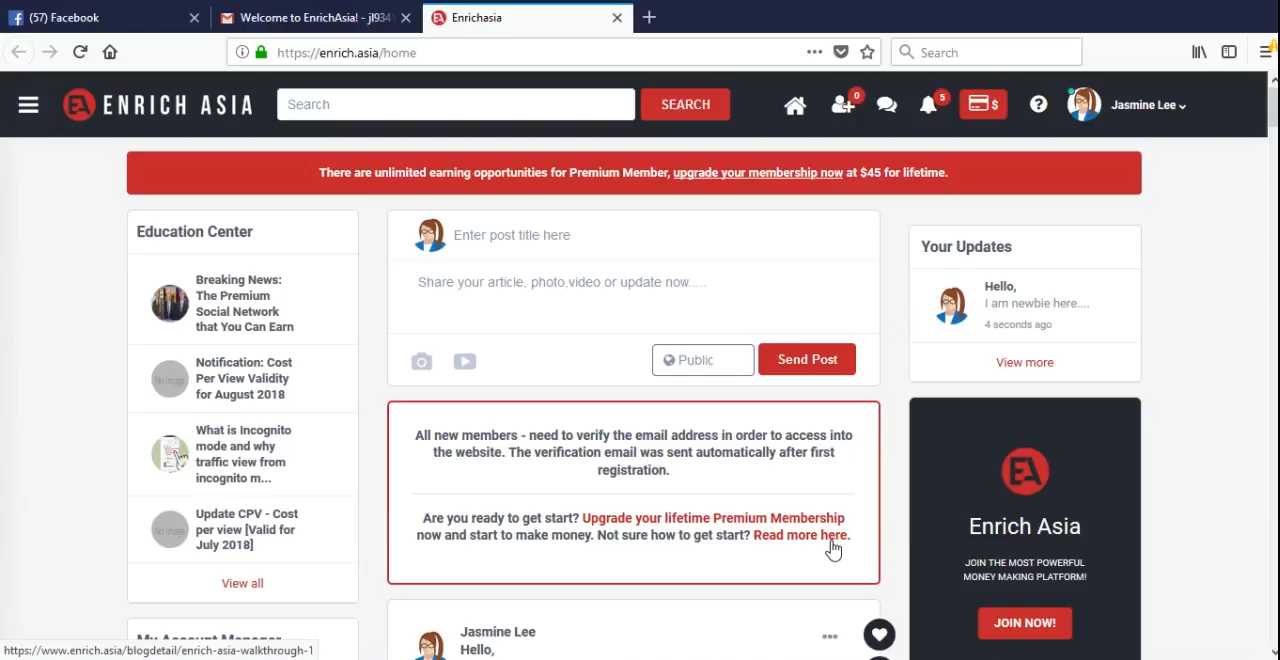 (57) Facebook
Welcome to EnrichAsia! - jl934
Enrichasia
https://enrich.asia/home
Search
EA ENRICH ASIA
Search
SEARCH
0
5
$
?
Jasmine Lee
There are unlimited earning opportunities for Premium Member, upgrade your membership now at $45 for lifetime.
Education Center
Breaking News:
The Premium
Social Network
that You Can Earn
No image
Notification: Cost
Per View Validity
for August 2018
What is Incognito
mode and why
traffic view from
incognito m...
No image
Update CPV - Cost
per view [Valid for
July 2018]
View all
My Account Manager
Enter post title here
Share your article, photo,video or update now.....
Public
Send Post
All new members - need to verify the email address in order to access into
the website. The verification email was sent automatically after first
registration.
Are you ready to get start? Upgrade your lifetime Premium Membership
now and start to make money. Not sure how to get start? Read more here.
Jasmine Lee
Hello,
Your Updates
Hello,
I am newbie here....
4 seconds ago
View more
EA
Enrich Asia
JOIN THE MOST POWERFUL
MONEY MAKING PLATFORM!
JOIN NOW!
https://www.enrich.asia/blogdetail/enrich-asia-walkthrough-1